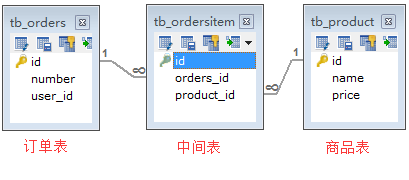 tb_orders
id
number
user_id
1
∞
tb_ordersitem
id
orders_id
product_id
∞
1
tb_product
id
name
price
订单表
中间表
商品表